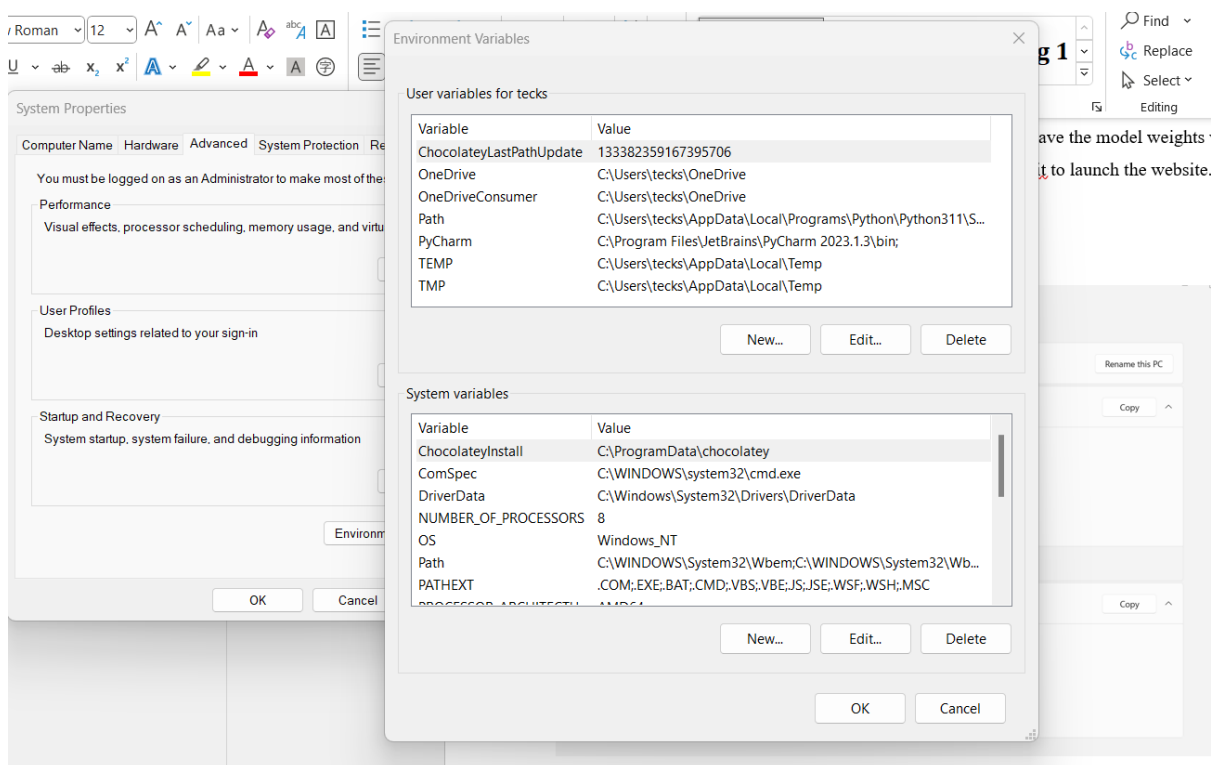 Roman 12 Aa
Find
Replace
Select
Editing
g 1
ave the model weights
it to launch the website.
System Properties
Computer Name Hardware Advanced System Protection
You must be logged on as an Administrator to make most of
Performance
Visual effects, processor scheduling, memory usage, and
User Profiles
Desktop settings related to your sign-in
Startup and Recovery
System startup, system failure, and debugging information
OK Cancel
Environment Variables
User variables for tecks
Variable Value
ChocolateyLastPathUpdate 133382359167395706
OneDrive C:\Users\tecks\OneDrive
OneDriveConsumer C:\Users\tecks\OneDrive
Path C:\Users\tecks\AppData\Local\Programs\Python\Python311\S...
PyCharm C:\Program Files\JetBrains\PyCharm 2023.1.3\bin;
TEMP C:\Users\tecks\AppData\Local\Temp
TMP C:\Users\tecks\AppData\Local\Temp
New... Edit... Delete
System variables
Variable Value
ChocolateyInstall C:\ProgramData\chocolatey
ComSpec C:\WINDOWS\system32\cmd.exe
DriverData C:\Windows\System32\Drivers\DriverData
NUMBER_OF_PROCESSORS 8
OS Windows_NT
Path C:\WINDOWS\System32\Wbem;C:\WINDOWS\System32\Wb...
PATHEXT .COM;.EXE;.BAT;.CMD;.VBS;.VBE;.JS;.JSE;.WSF;.WSH;.MSC
New... Edit... Delete
OK Cancel
Rename this PC
Copy
Copy